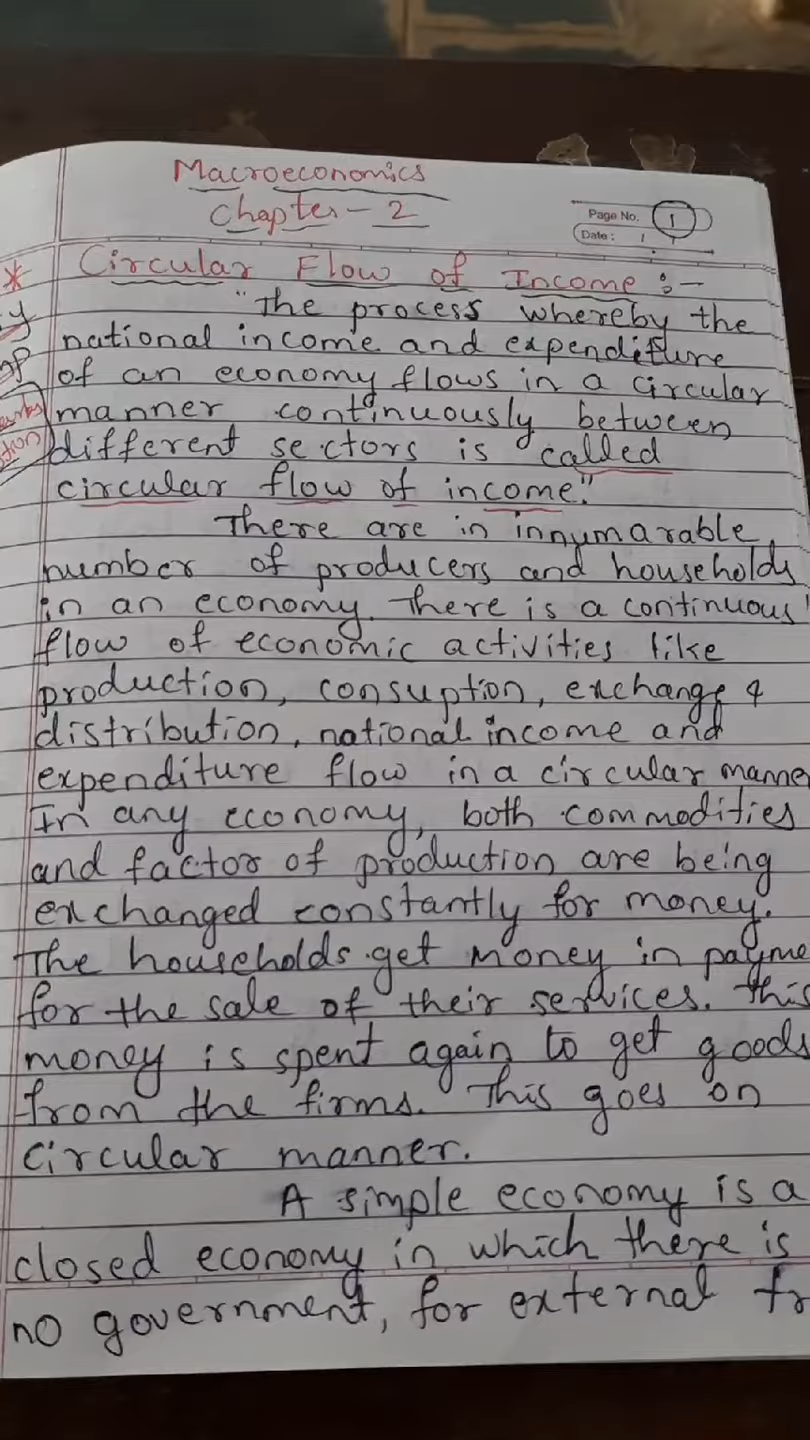 Macroeconomics
Chapter - 2
Page No. 1
Date: / /
* Circular Flow of Income :-
"The process whereby the
national income and expenditure
of an economy flows in a circular
manner continuously between
different sectors is called
circular flow of income."
There are in innumarable
number of producers and households
in an economy. There is a continuous
flow of economic activities like
production, consuption, exchange &
distribution, national income and
expenditure flow in a circular manne
In any economy, both commodities
and factor of production are being
exchanged constantly for money.
The households get money in payme
for the sale of their services. This
money is spent again to get goods
from the firms. This goes on
circular manner.
A simple economy is a
closed economy in which there is
no government, for external tr